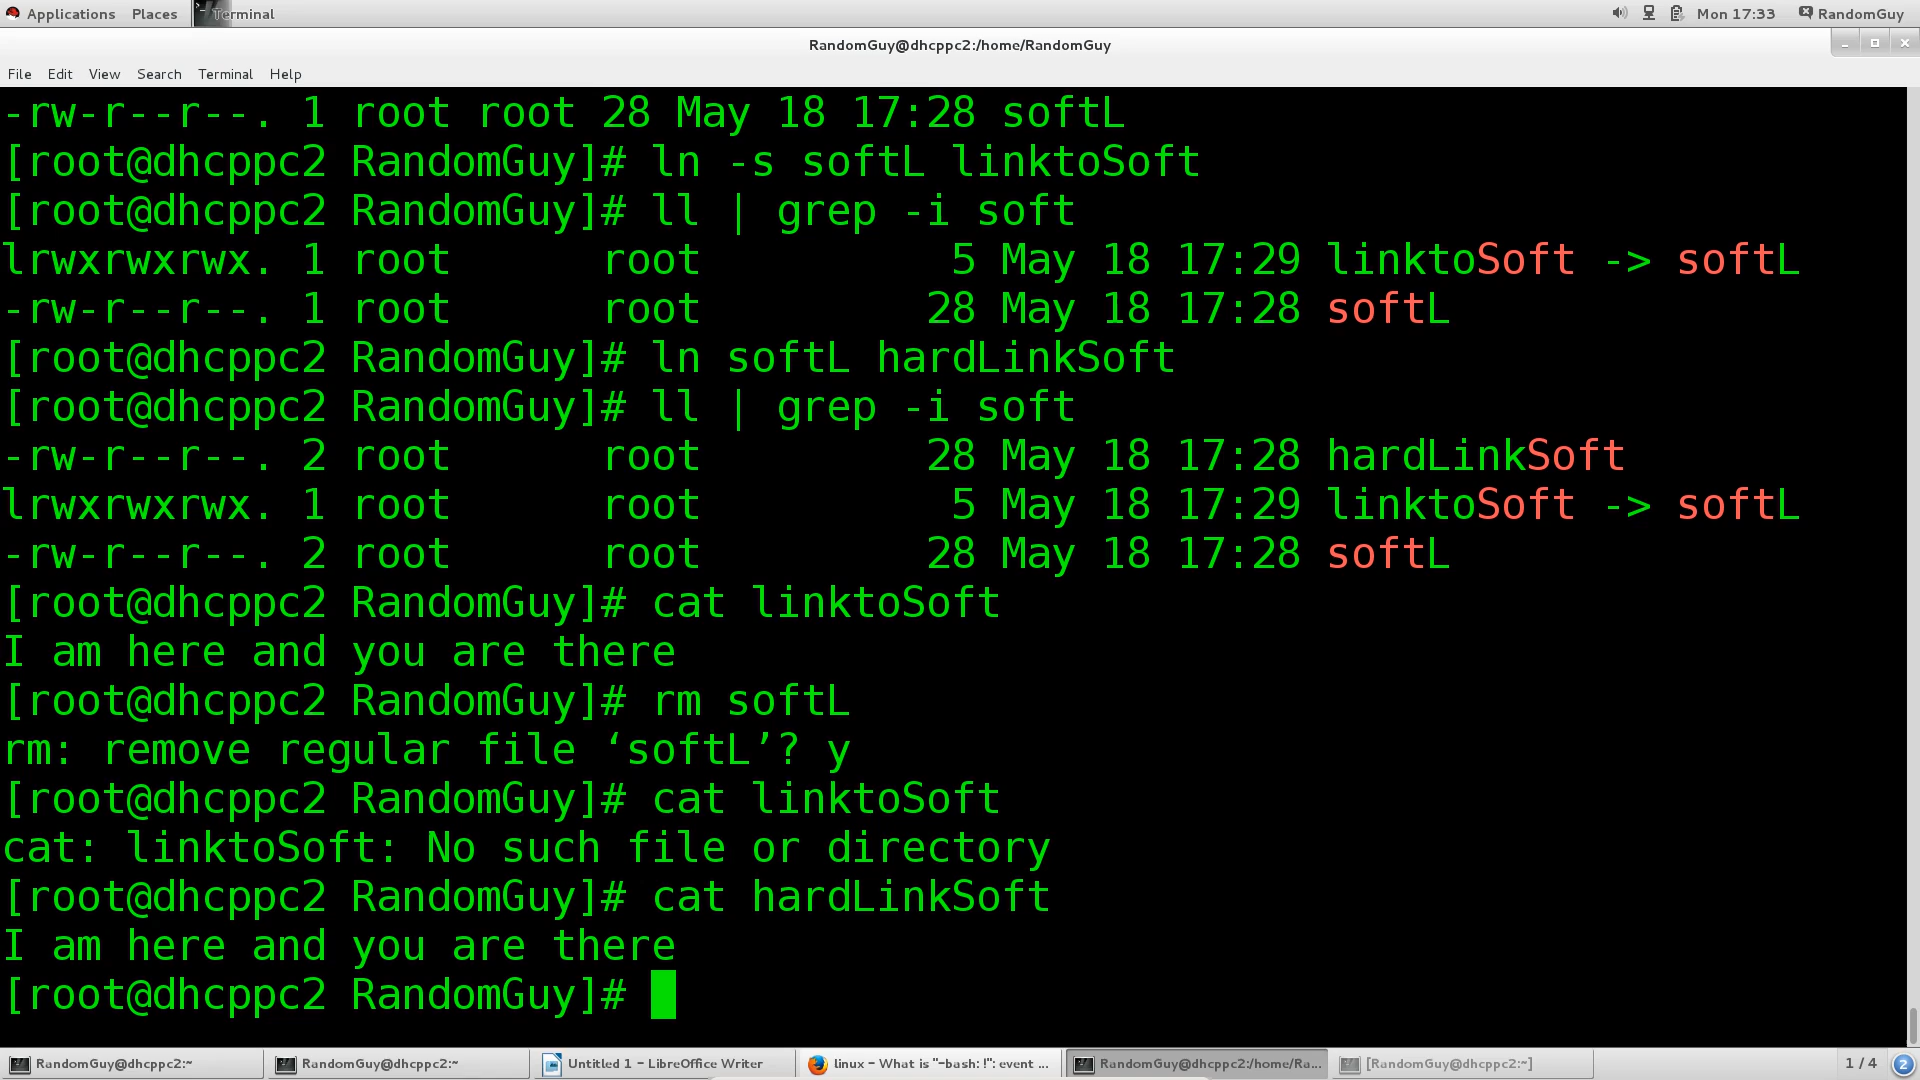 Applications Places Terminal Mon 17:33 RandomGuy
RandomGuy@dhcppc2:/home/RandomGuy
File Edit View Search Terminal Help
-rw-r--r--. 1 root root 28 May 18 17:28 softL
[root@dhcppc2 RandomGuy]# ln -s softL linktoSoft
[root@dhcppc2 RandomGuy]# ll | grep -i soft
lrwxrwxrwx. 1 root      root          5 May 18 17:29 linktoSoft -> softL
-rw-r--r--. 1 root      root         28 May 18 17:28 softL
[root@dhcppc2 RandomGuy]# ln softL hardLinkSoft
[root@dhcppc2 RandomGuy]# ll | grep -i soft
-rw-r--r--. 2 root      root         28 May 18 17:28 hardLinkSoft
lrwxrwxrwx. 1 root      root          5 May 18 17:29 linktoSoft -> softL
-rw-r--r--. 2 root      root         28 May 18 17:28 softL
[root@dhcppc2 RandomGuy]# cat linktoSoft
I am here and you are there
[root@dhcppc2 RandomGuy]# rm softL
rm: remove regular file ‘softL’? y
[root@dhcppc2 RandomGuy]# cat linktoSoft
cat: linktoSoft: No such file or directory
[root@dhcppc2 RandomGuy]# cat hardLinkSoft
I am here and you are there
[root@dhcppc2 RandomGuy]#
RandomGuy@dhcppc2:~ RandomGuy@dhcppc2:~ Untitled 1 - LibreOffice Writer linux - What is "-bash: !": event ... RandomGuy@dhcppc2:/home/Ra... [RandomGuy@dhcppc2:~] 1 / 4 2